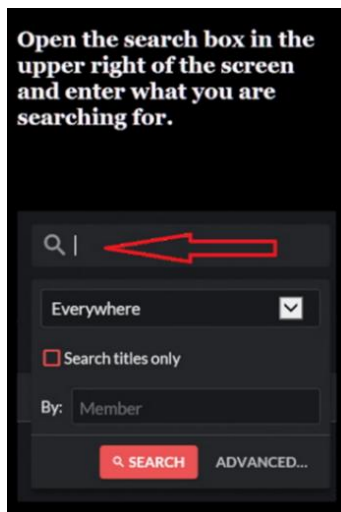 Open the search box in the
upper right of the screen
and enter what you are
searching for.
Everywhere
Search titles only
By: Member
SEARCH ADVANCED...